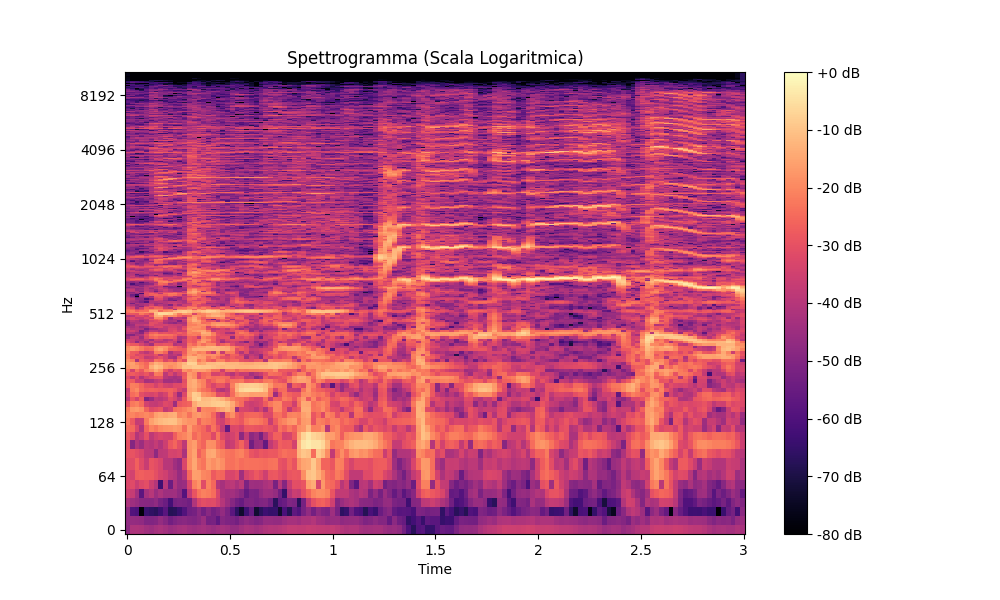 Spettrogramma (Scala Logaritmica)
8192
4096
2048
1024
512
256
128
64
0
Hz
0
0.5
1
1.5
2
2.5
3
Time
+0 dB
-10 dB
-20 dB
-30 dB
-40 dB
-50 dB
-60 dB
-70 dB
-80 dB